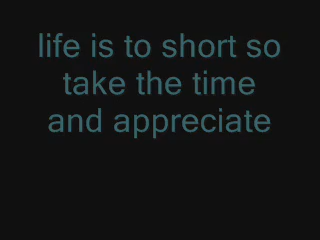 life is to short so
take the time
and appreciate